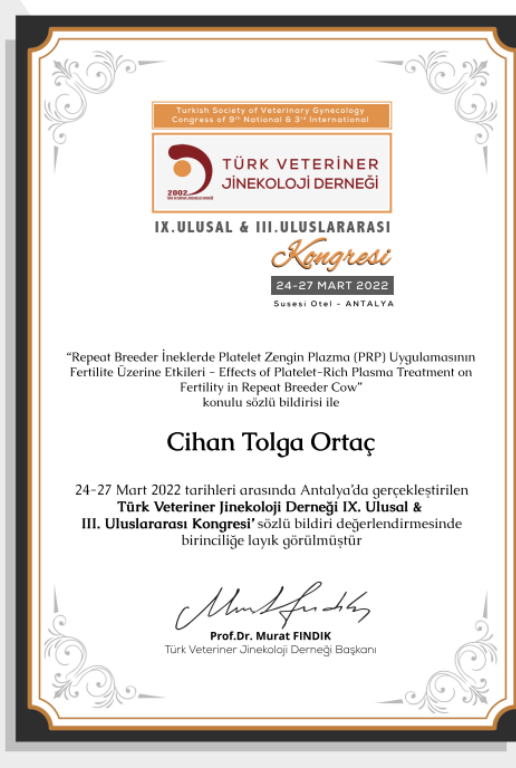 Turkish Society of Veterinary Gynecology
Congress of 9th National & 3rd International
TÜRK VETERİNER
JİNEKOLOJİ DERNEĞİ
2002
IX.ULUSAL & III.ULUSLARARASI
Kongresi
24-27 MART 2022
Susesi Otel - ANTALYA
“Repeat Breeder İneklerde Platelet Zengin Plazma (PRP) Uygulamasının
Fertilite Üzerine Etkileri - Effects of Platelet-Rich Plasma Treatment on
Fertility in Repeat Breeder Cow”
konulu sözlü bildirisi ile
Cihan Tolga Ortaç
24-27 Mart 2022 tarihleri arasında Antalya’da gerçekleştirilen
Türk Veteriner Jinekoloji Derneği IX. Ulusal &
III. Uluslararası Kongresi’ sözlü bildiri değerlendirmesinde
birinciliğe layık görülmüştür
Prof.Dr. Murat FINDIK
Türk Veteriner Jinekoloji Derneği Başkanı